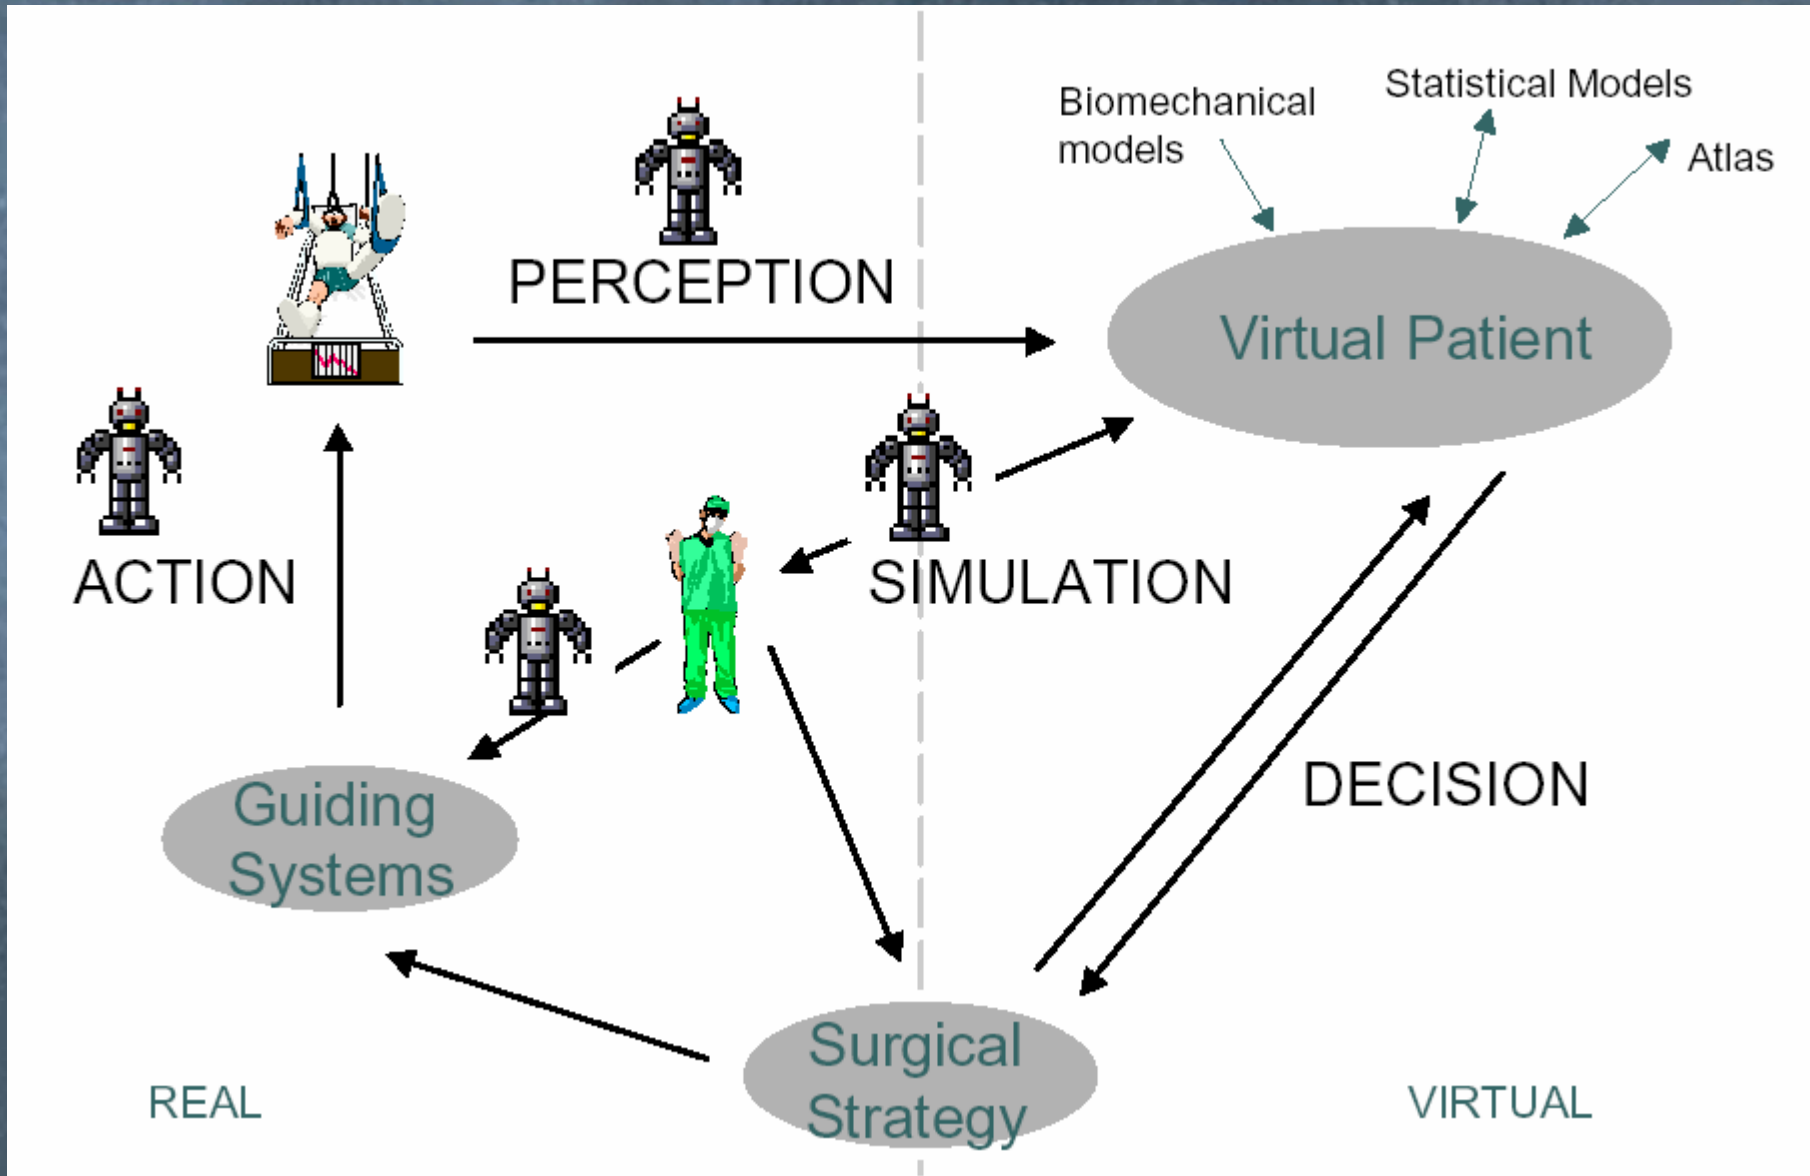 Statistical Models
Biomechanical
models
Atlas
PERCEPTION
Virtual Patient
ACTION
SIMULATION
DECISION
Guiding
Systems
Surgical
Strategy
REAL
VIRTUAL